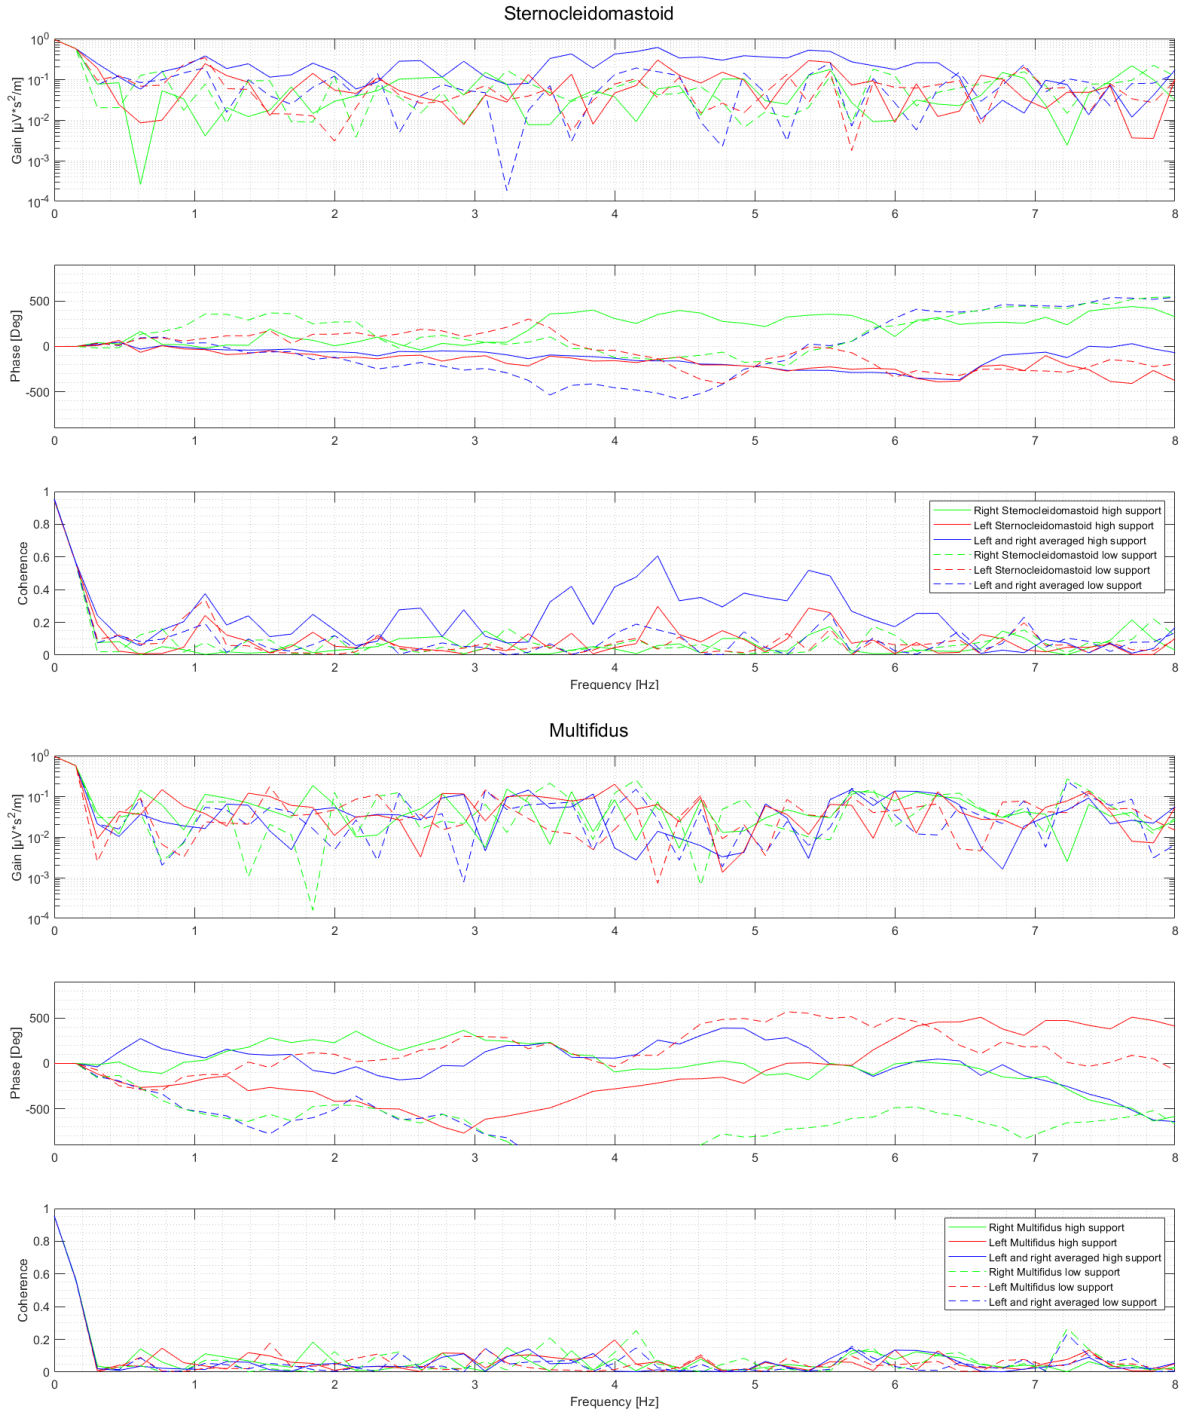 Sternocleidomastoid
Gain [µV*s²/m]
10⁰
10⁻¹
10⁻²
10⁻³
10⁻⁴
0 1 2 3 4 5 6 7 8
Phase [Deg]
500
0
-500
0 1 2 3 4 5 6 7 8
Coherence
1
0.8
0.6
0.4
0.2
0
0 1 2 3 4 5 6 7 8
Frequency [Hz]
Right Sternocleidomastoid high support
Left Sternocleidomastoid high support
Left and right averaged high support
Right Sternocleidomastoid low support
Left Sternocleidomastoid low support
Left and right averaged low support
Multifidus
Gain [µV*s²/m]
10⁰
10⁻¹
10⁻²
10⁻³
10⁻⁴
0 1 2 3 4 5 6 7 8
Phase [Deg]
500
0
-500
0 1 2 3 4 5 6 7 8
Coherence
1
0.8
0.6
0.4
0.2
0
0 1 2 3 4 5 6 7 8
Frequency [Hz]
Right Multifidus high support
Left Multifidus high support
Left and right averaged high support
Right Multifidus low support
Left Multifidus low support
Left and right averaged low support